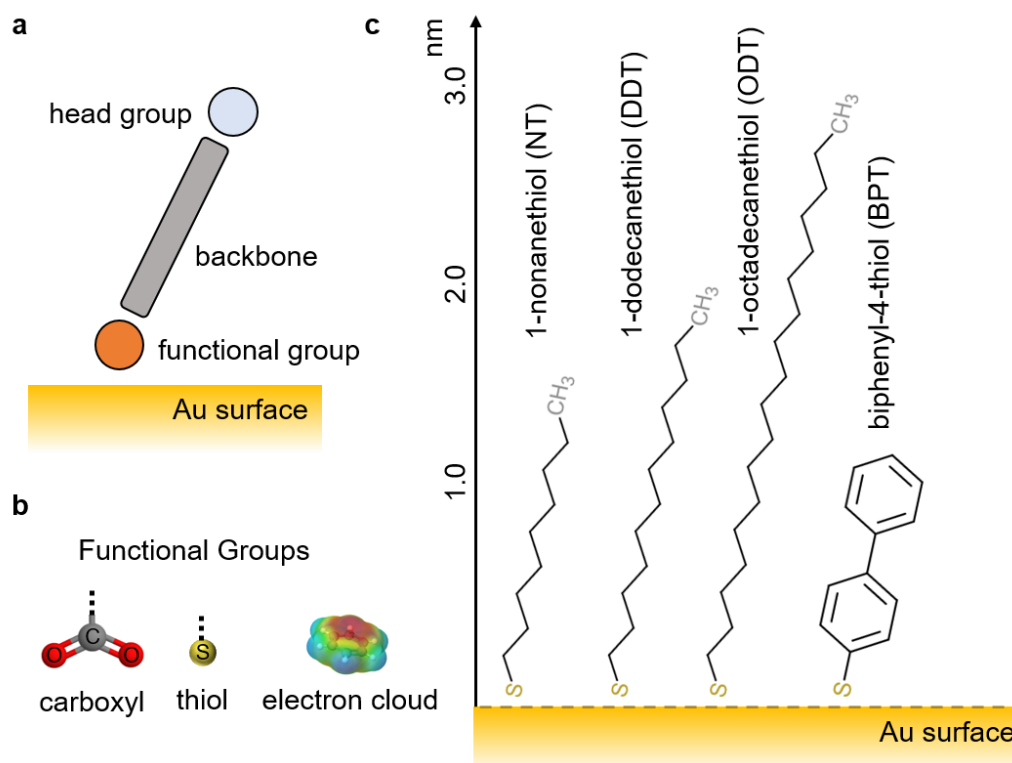 a
head group
backbone
functional group
Au surface
b
Functional Groups
C
O
O
S
carboxyl
thiol
electron cloud
c
nm
3.0
2.0
1.0
1-nonanethiol (NT)
1-dodecanethiol (DDT)
1-octadecanethiol (ODT)
biphenyl-4-thiol (BPT)
CH3
CH3
CH3
S
S
S
S
Au surface